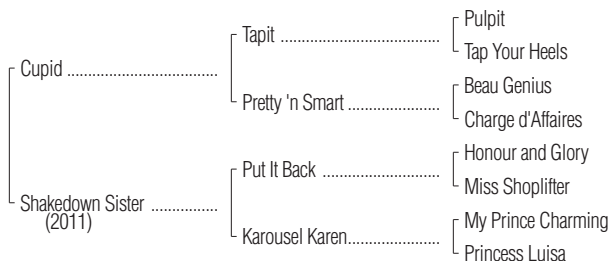 Pulpit
Tapit ........................................
Tap Your Heels
Cupid ........................................
Beau Genius
Pretty 'n Smart .......................
Charge d'Affaires
Honour and Glory
Put It Back .............................
Miss Shoplifter
Shakedown Sister .................
(2011)
My Prince Charming
Karousel Karen.......................
Princess Luisa